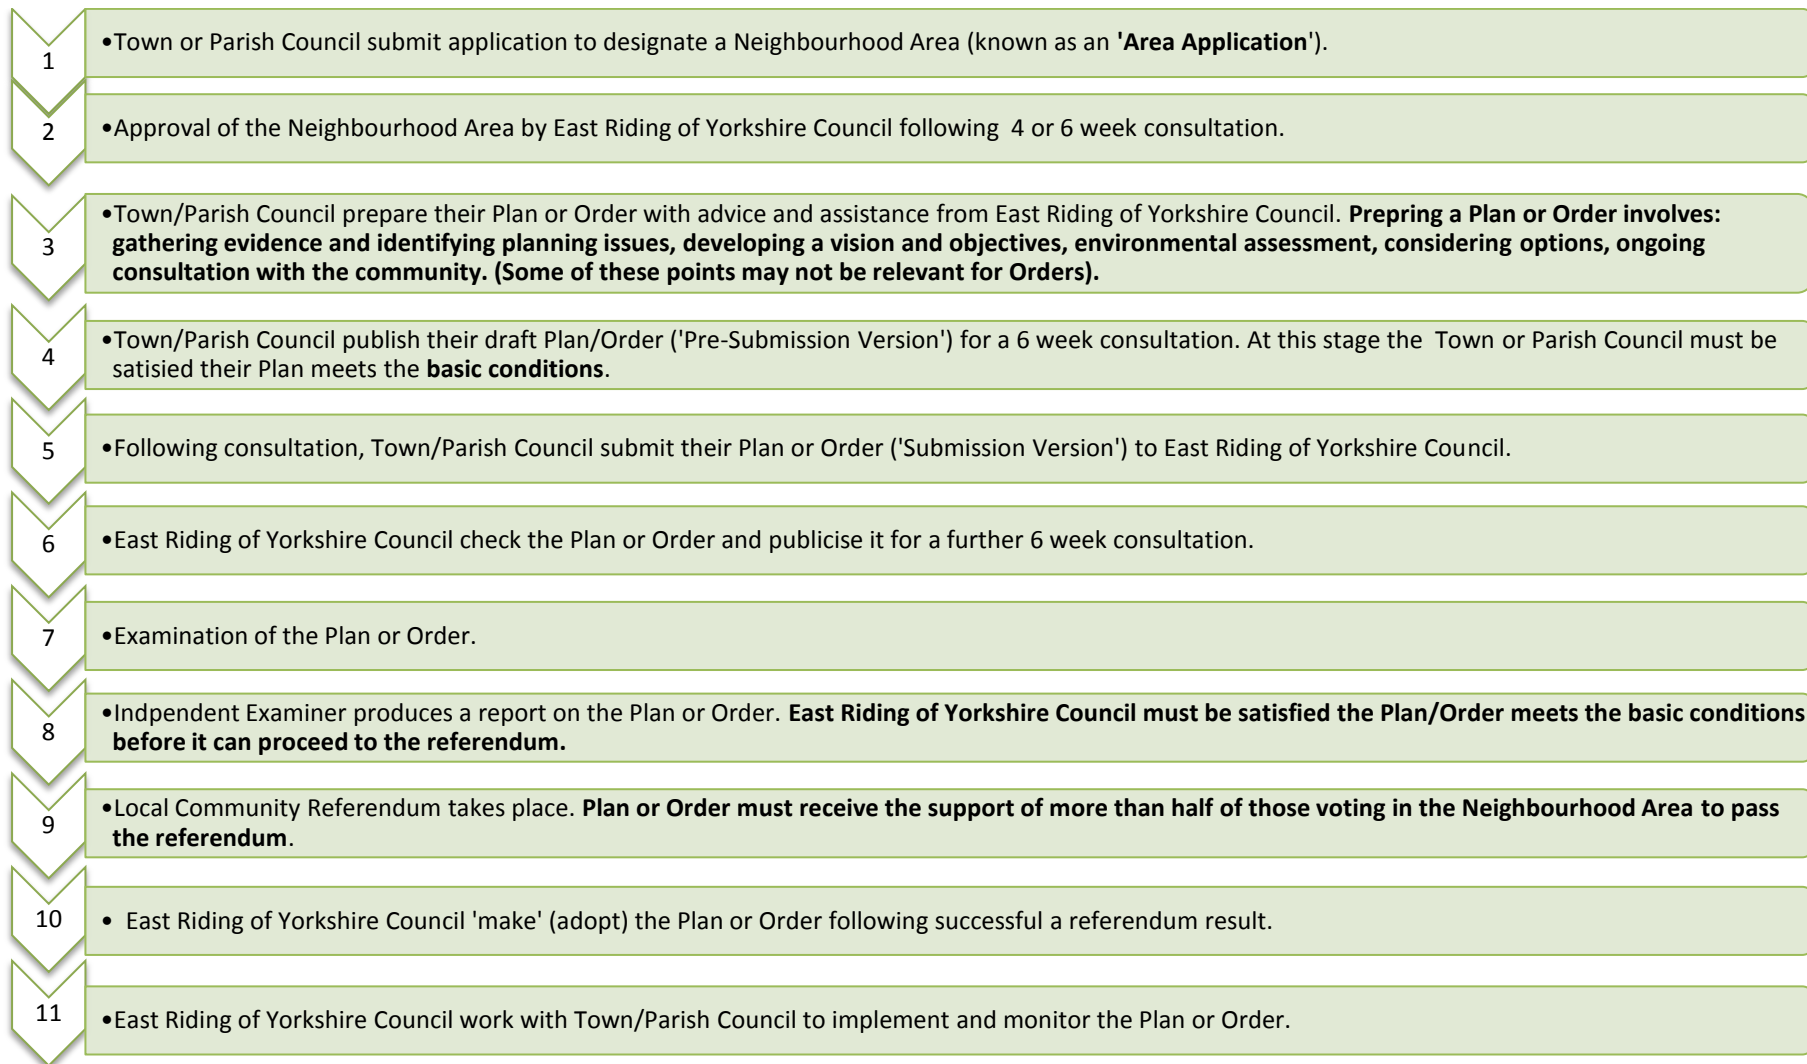 1
•Town or Parish Council submit application to designate a Neighbourhood Area (known as an 'Area Application').
2
•Approval of the Neighbourhood Area by East Riding of Yorkshire Council following 4 or 6 week consultation.
3
•Town/Parish Council prepare their Plan or Order with advice and assistance from East Riding of Yorkshire Council. Prepring a Plan or Order involves:
gathering evidence and identifying planning issues, developing a vision and objectives, environmental assessment, considering options, ongoing
consultation with the community. (Some of these points may not be relevant for Orders).
4
•Town/Parish Council publish their draft Plan/Order ('Pre-Submission Version') for a 6 week consultation. At this stage the Town or Parish Council must be
satisied their Plan meets the basic conditions.
5
•Following consultation, Town/Parish Council submit their Plan or Order ('Submission Version') to East Riding of Yorkshire Council.
6
•East Riding of Yorkshire Council check the Plan or Order and publicise it for a further 6 week consultation.
7
•Examination of the Plan or Order.
8
•Indpendent Examiner produces a report on the Plan or Order. East Riding of Yorkshire Council must be satisfied the Plan/Order meets the basic conditions
before it can proceed to the referendum.
9
•Local Community Referendum takes place. Plan or Order must receive the support of more than half of those voting in the Neighbourhood Area to pass
the referendum.
10
• East Riding of Yorkshire Council 'make' (adopt) the Plan or Order following successful a referendum result.
11
•East Riding of Yorkshire Council work with Town/Parish Council to implement and monitor the Plan or Order.